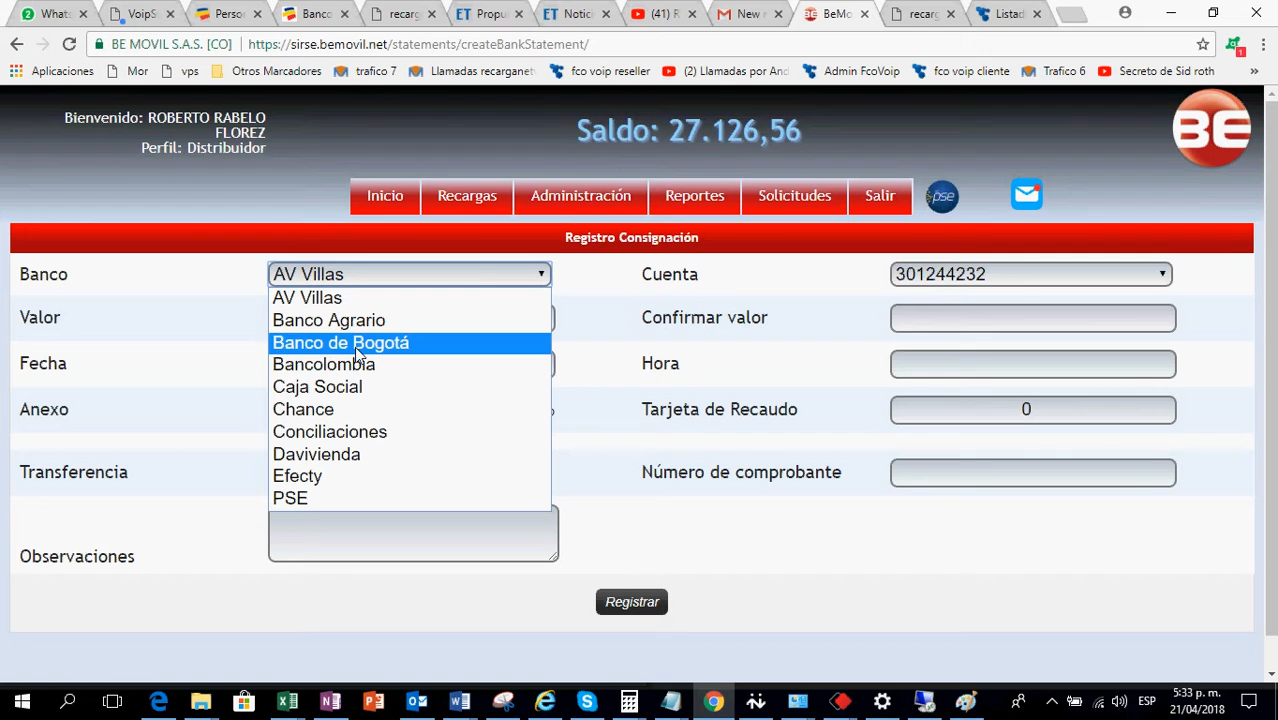 Whats
VoipS
Perso
Banco
recarg
ET Propu
ET Notic
(41) R
New r
BeMo
recarg
Listad
BE MOVIL S.A.S. [CO]
https://sirse.bemovil.net/statements/createBankStatement/
Aplicaciones
Mor
vps
Otros Marcadores
trafico 7
Llamadas recarganet
fco voip reseller
(2) Llamadas por And
Admin FcoVoip
fco voip cliente
Trafico 6
Secreto de Sid roth
»
Bienvenido: ROBERTO RABELO
FLOREZ
Perfil: Distribuidor
Saldo: 27.126,56
BE
Inicio
Recargas
Administración
Reportes
Solicitudes
Salir
pse
Registro Consignación
Banco
AV Villas
Cuenta
301244232
AV Villas
Banco Agrario
Banco de Bogotá
Bancolombia
Caja Social
Chance
Conciliaciones
Davivienda
Efecty
PSE
Valor
Confirmar valor
Fecha
Hora
Anexo
Tarjeta de Recaudo
0
Transferencia
Número de comprobante
Observaciones
Registrar
ESP
5:33 p. m.
21/04/2018